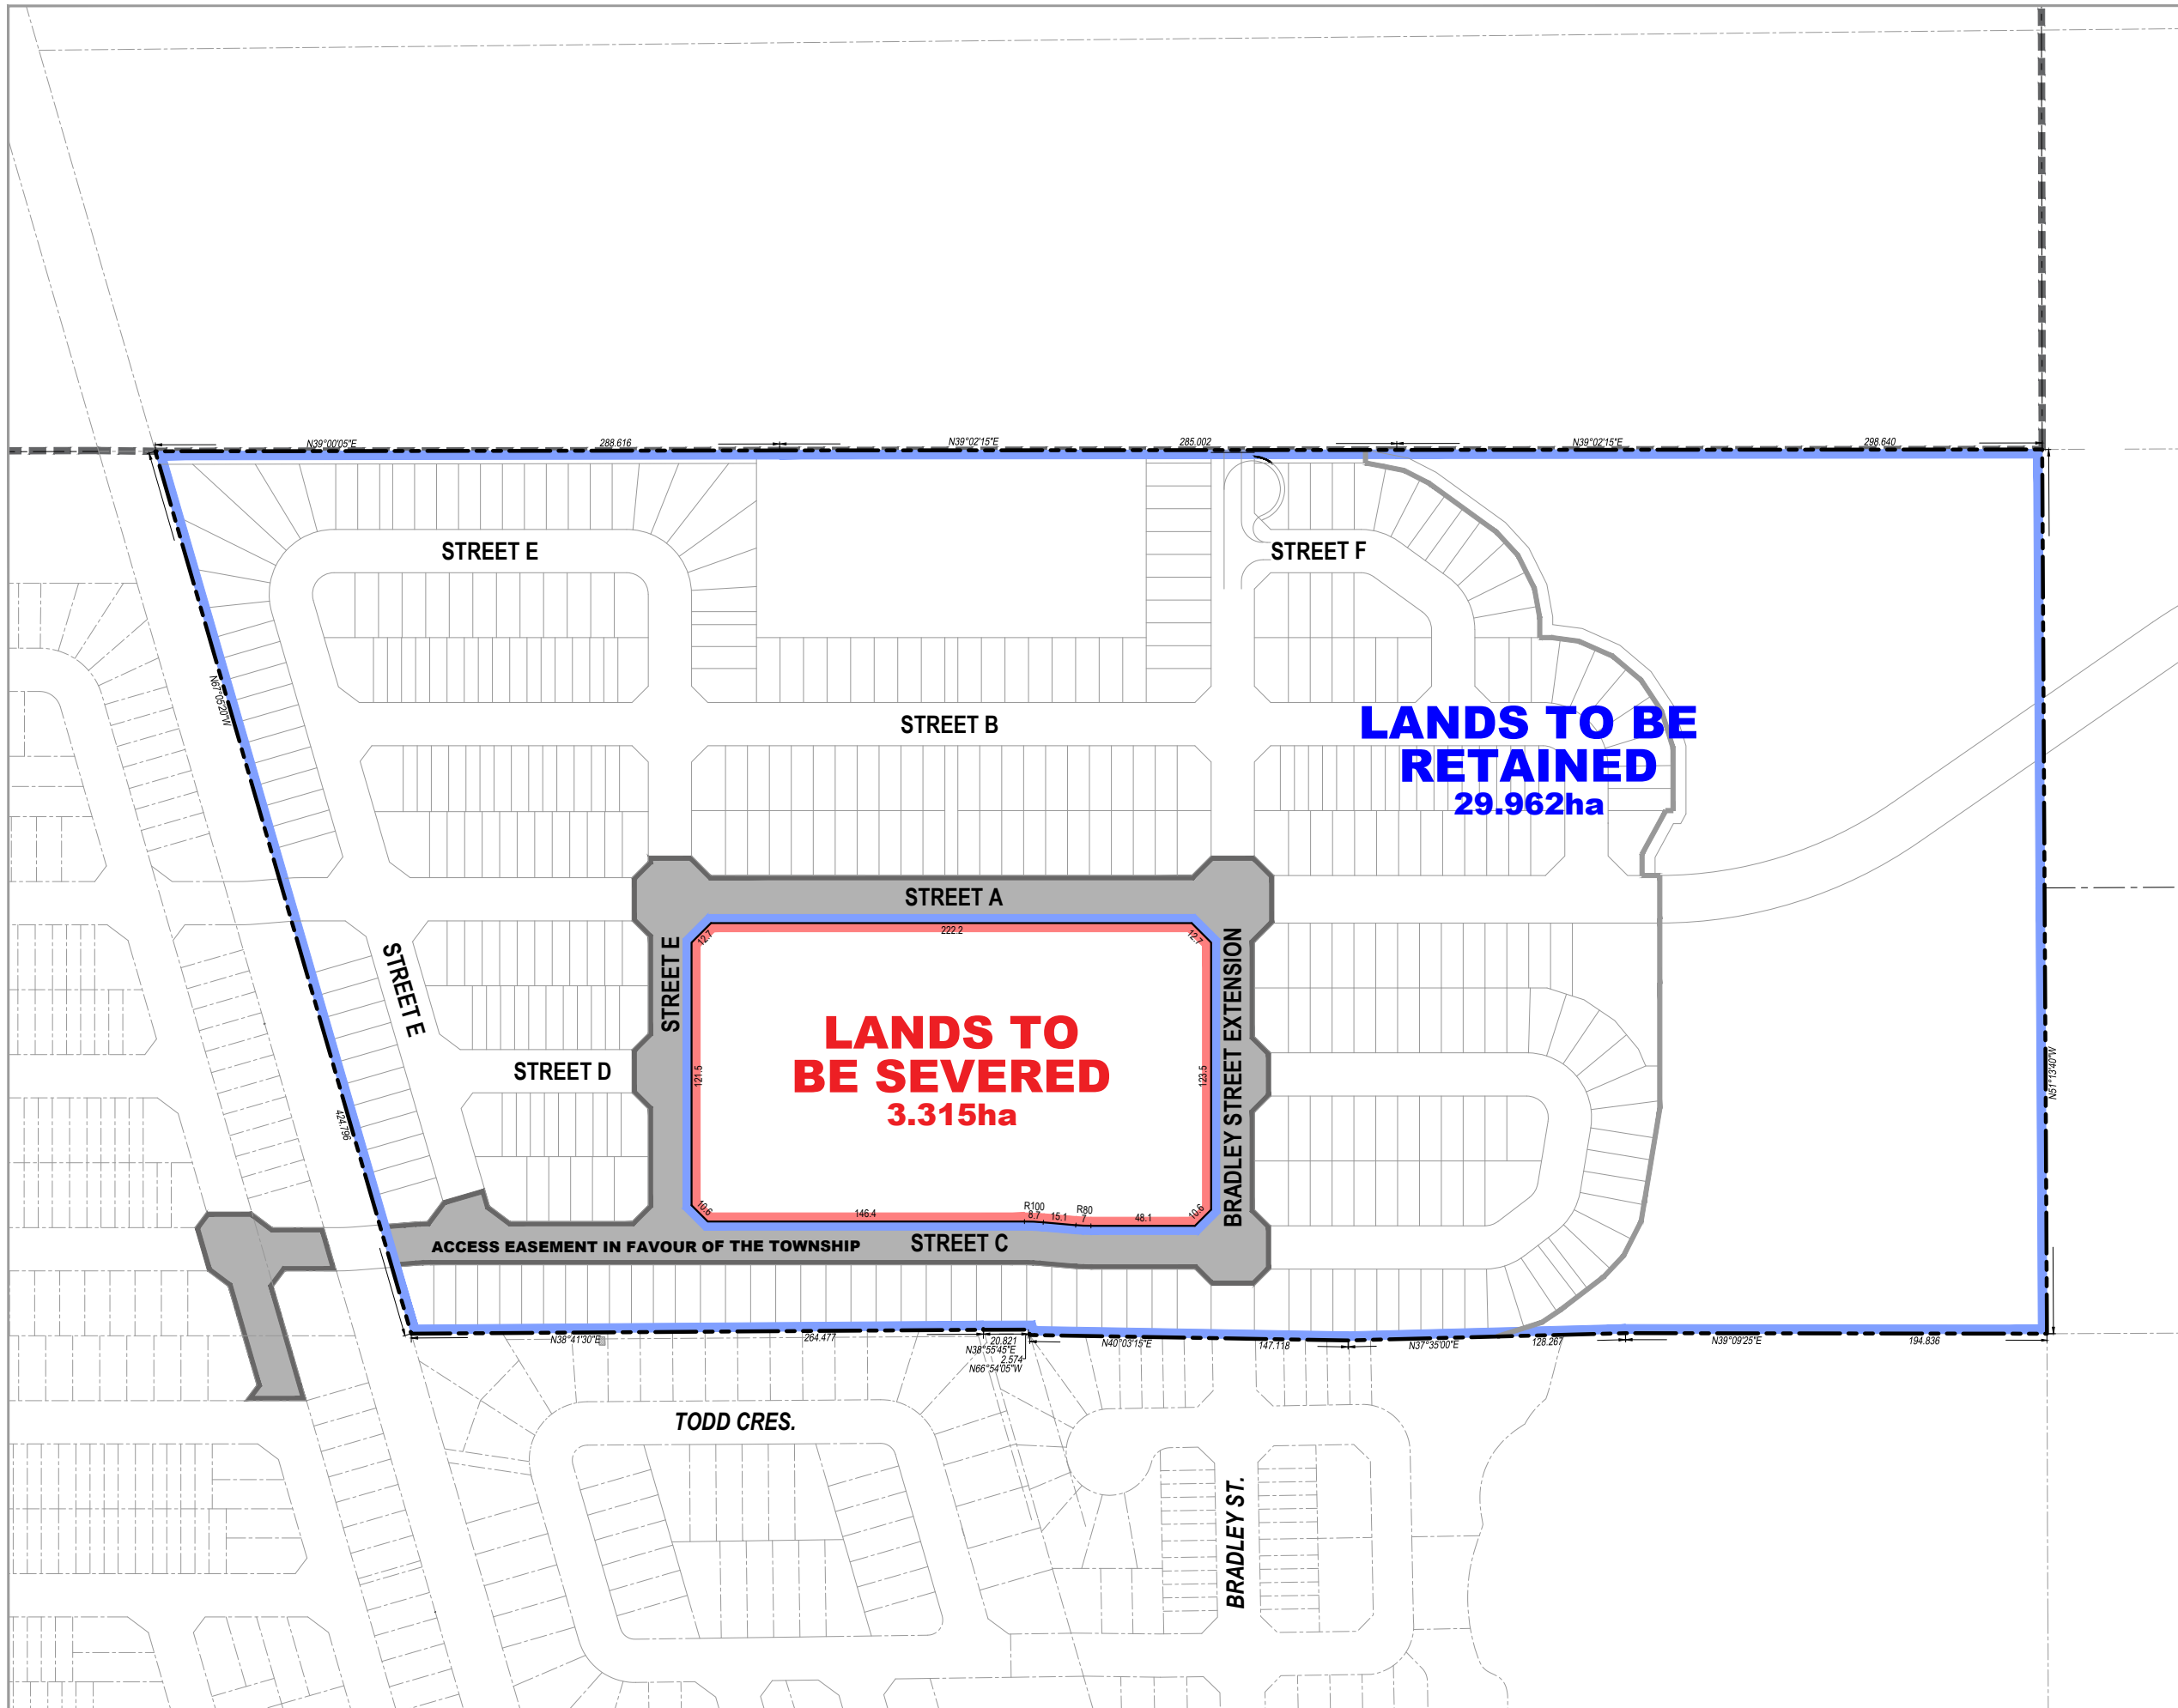 N39°00'05"E
288.616
N39°02'15"E
285.002
N39°02'15"E
298.640
STREET E
STREET F
N67°05'20"W
STREET B
LANDS TO BE
RETAINED
29.962ha
STREET A
222.2
12.7
12.7
STREET E
STREET E
BRADLEY STREET EXTENSION
LANDS TO
BE SEVERED
3.315ha
STREET D
121.5
123.5
N51°13'40"W
424.796
10.6
146.4
R100
8.7
15.1
R80
7
48.1
10.6
ACCESS EASEMENT IN FAVOUR OF THE TOWNSHIP
STREET C
N38°41'30"E
264.477
20.821
N38°55'45"E
2.574
N66°54'05"W
N40°03'15"E
147.118
N37°35'00"E
128.267
N39°09'25"E
194.836
TODD CRES.
BRADLEY ST.